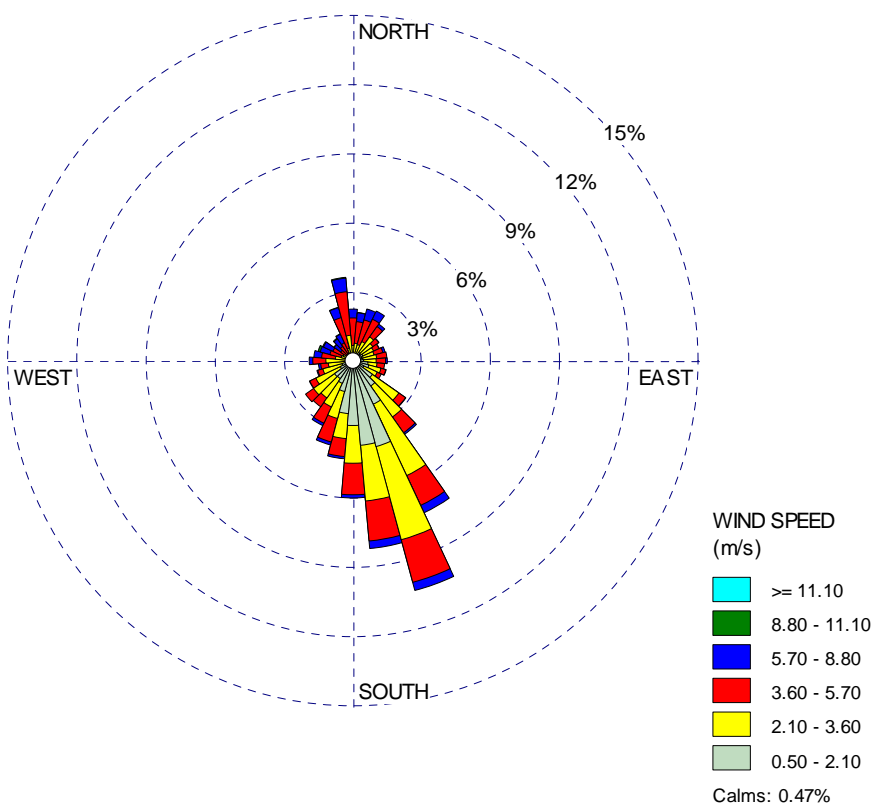 NORTH
15%
12%
9%
6%
3%
WEST
EAST
SOUTH
WIND SPEED
(m/s)
>= 11.10
8.80 - 11.10
5.70 - 8.80
3.60 - 5.70
2.10 - 3.60
0.50 - 2.10
Calms: 0.47%